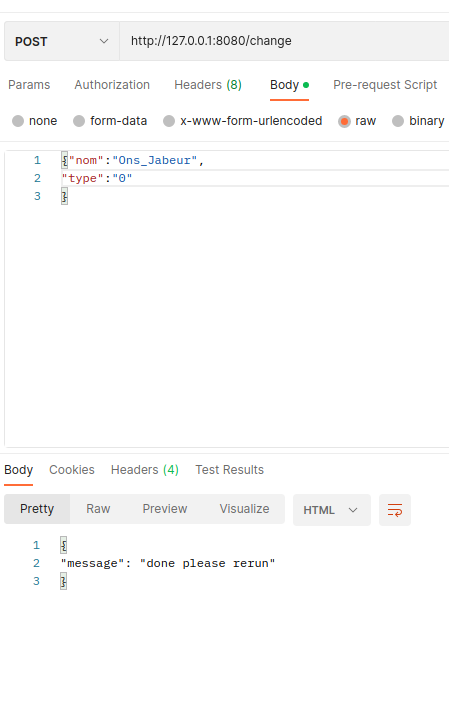 POST http://127.0.0.1:8080/change
Params Authorization Headers (8) Body Pre-request Script
none form-data x-www-form-urlencoded raw binary
1 {"nom":"Ons_Jabeur",
2 "type":"0"
3 }
Body Cookies Headers (4) Test Results
Pretty Raw Preview Visualize HTML
1 {
2 "message": "done please rerun"
3 }